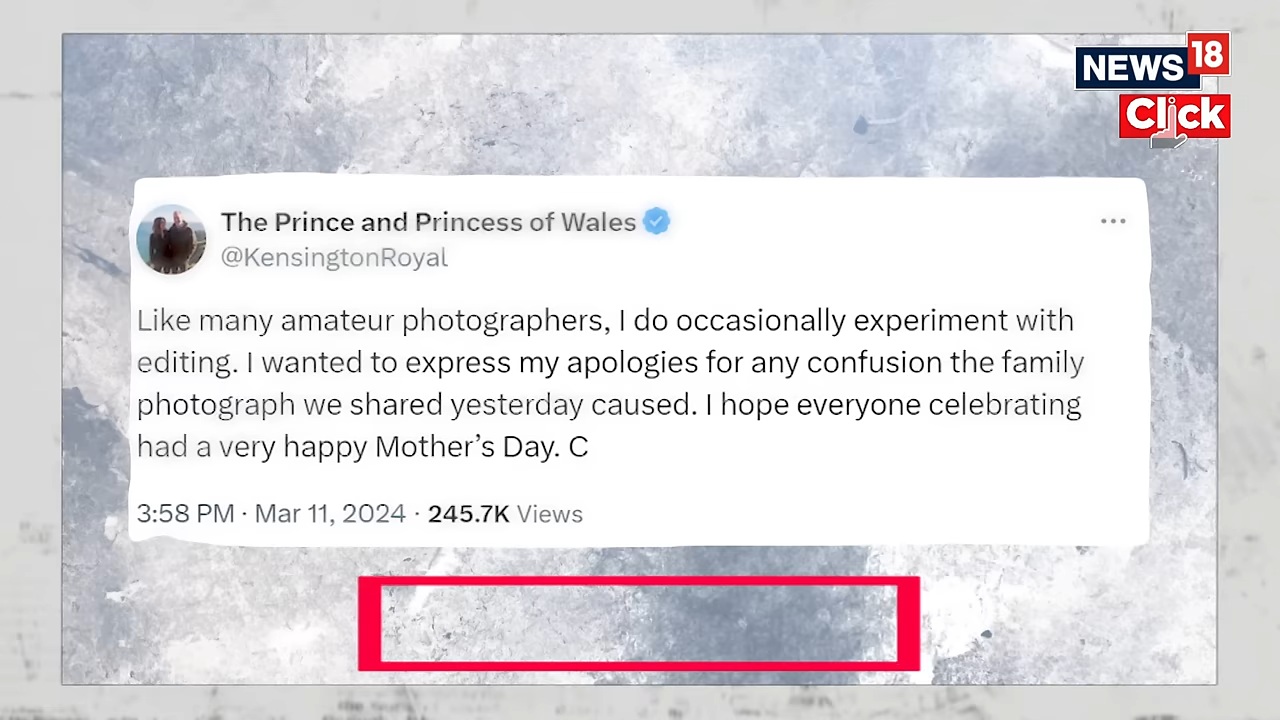 NEWS 18
Click
The Prince and Princess of Wales
@KensingtonRoyal
Like many amateur photographers, I do occasionally experiment with
editing. I wanted to express my apologies for any confusion the family
photograph we shared yesterday caused. I hope everyone celebrating
had a very happy Mother’s Day. C
3:58 PM · Mar 11, 2024 · 245.7K Views